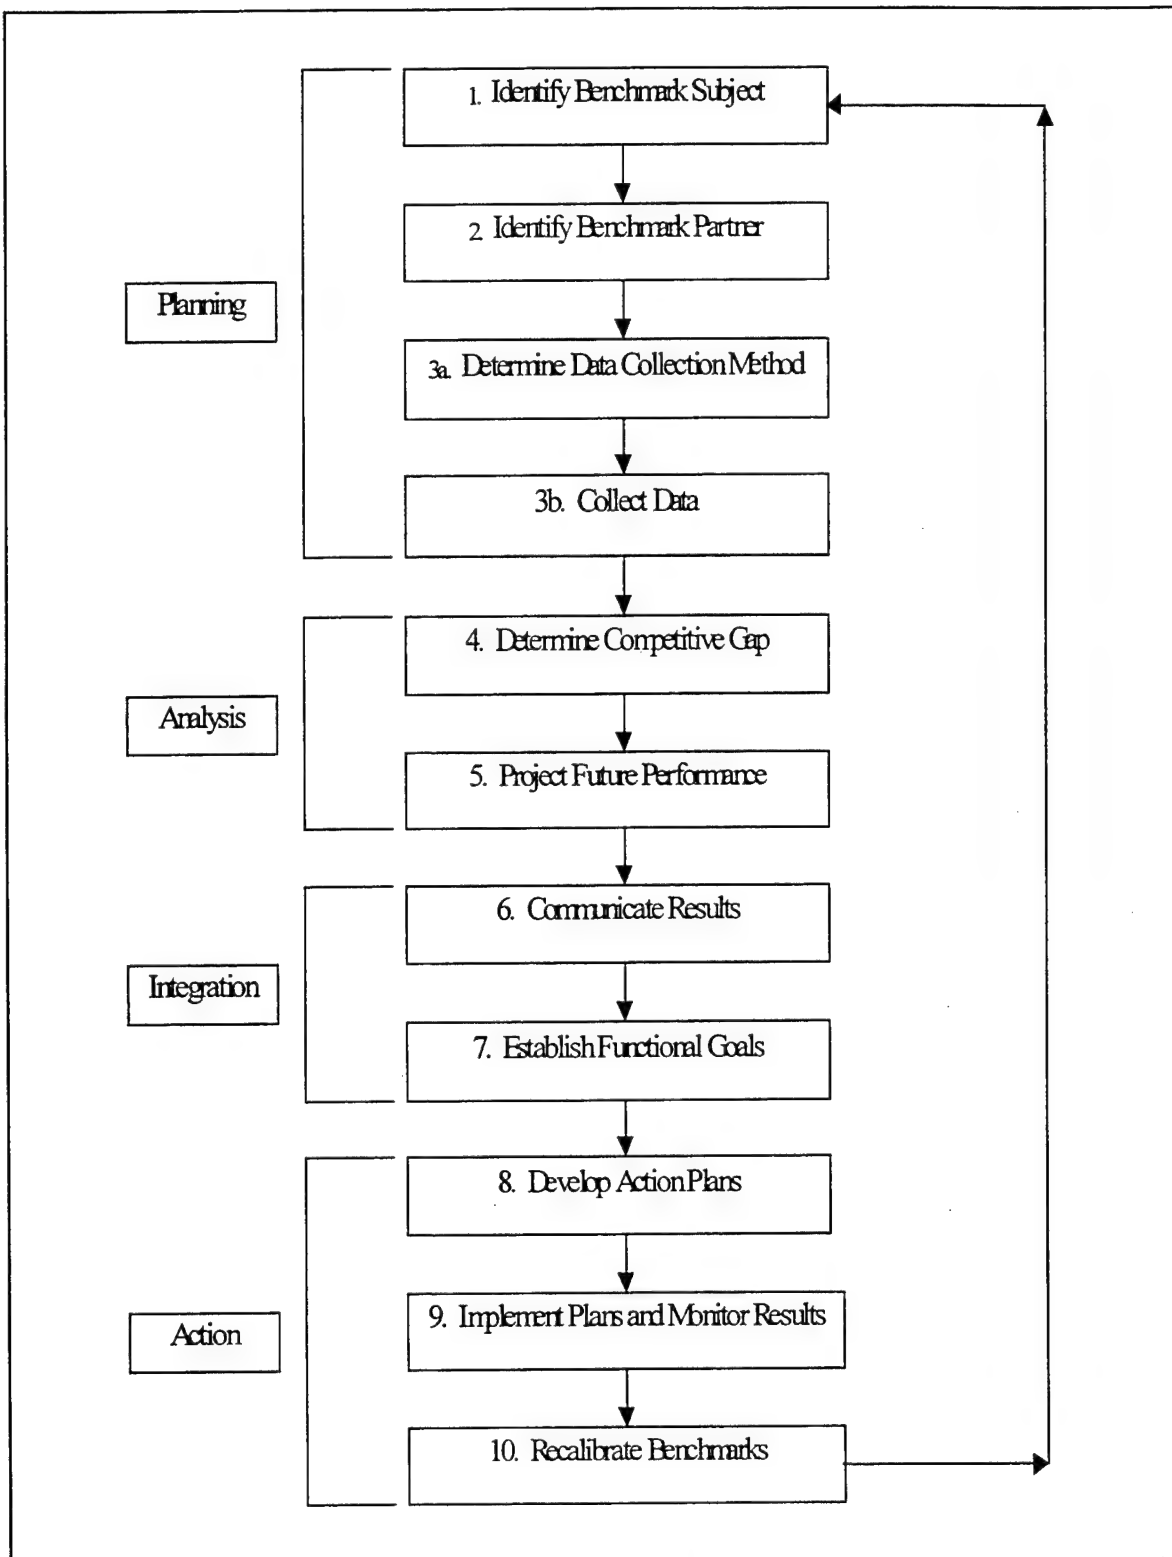 1. Identify Benchmark Subject
2. Identify Benchmark Partner
Planning
3a. Determine Data Collection Method
3b. Collect Data
4. Determine Competitive Gap
Analysis
5. Project Future Performance
6. Communicate Results
Integration
7. Establish Functional Goals
8. Develop Action Plans
9. Implement Plans and Monitor Results
Action
10. Recalibrate Benchmarks